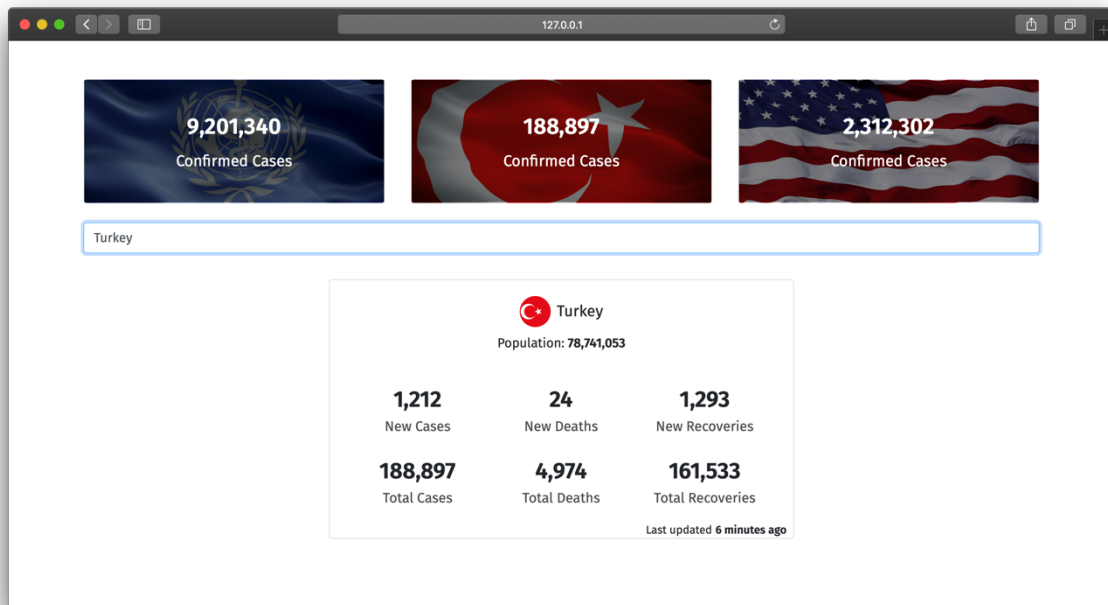 127.0.0.1
9,201,340 188,897 2,312,302
Confirmed Cases Confirmed Cases Confirmed Cases
Turkey
Turkey
Population: 78,741,053
1,212 24 1,293
New Cases New Deaths New Recoveries
188,897 4,974 161,533
Total Cases Total Deaths Total Recoveries
Last updated 6 minutes ago